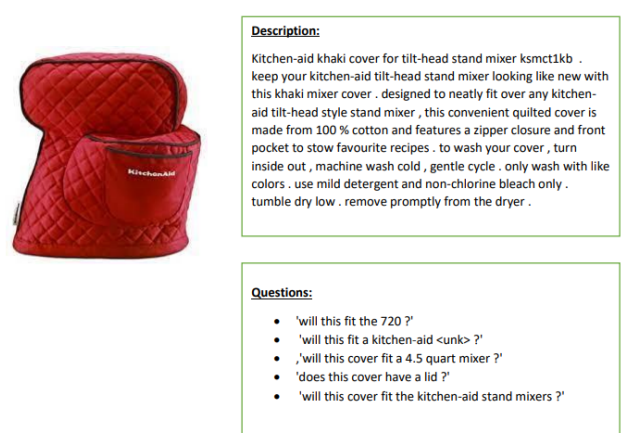 Description:
Kitchen-aid khaki cover for tilt-head stand mixer ksmct1kb .
keep your kitchen-aid tilt-head stand mixer looking like new with
this khaki mixer cover . designed to neatly fit over any kitchen-
aid tilt-head style stand mixer , this convenient quilted cover is
made from 100 % cotton and features a zipper closure and front
pocket to stow favourite recipes . to wash your cover , turn
inside out , machine wash cold , gentle cycle . only wash with like
colors . use mild detergent and non-chlorine bleach only .
tumble dry low . remove promptly from the dryer .
KitchenAid
Questions:
• 'will this fit the 720 ?'
• 'will this fit a kitchen-aid <unk> ?'
• ,'will this cover fit a 4.5 quart mixer ?'
• 'does this cover have a lid ?'
• 'will this cover fit the kitchen-aid stand mixers ?'